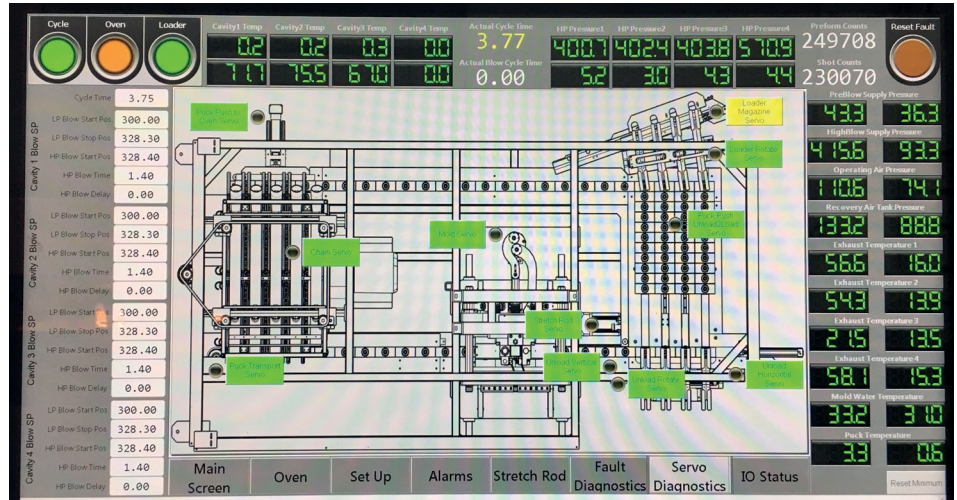 Cycle
Oven
Loader
Cavity1 Temp
Cavity2 Temp
Cavity3 Temp
Cavity4 Temp
Actual Cycle Time
HP Pressure1
HP Pressure2
HP Pressure3
HP Pressure4
Preform Counts
Reset Fault
0.2
0.2
0.3
0.0
3.77
400.7
402.4
403.8
570.9
249708
Actual Blow Cycle Time
Shot Counts
71.7
75.5
67.0
0.0
0.00
5.2
3.0
4.3
4.4
230070
Cycle Time 3.75
Cavity 1 Blow SP
LP Blow Start Pos 300.00
LP Blow Stop Pos 328.30
HP Blow Start Pos 328.40
HP Blow Time 1.40
HP Blow Delay 0.00
Cavity 2 Blow SP
LP Blow Start Pos 300.00
LP Blow Stop Pos 328.30
HP Blow Start Pos 328.40
HP Blow Time 1.40
HP Blow Delay 0.00
Cavity 3 Blow SP
LP Blow Start Pos 300.00
LP Blow Stop Pos 328.30
HP Blow Start Pos 328.40
HP Blow Time 1.40
HP Blow Delay 0.00
Cavity 4 Blow SP
LP Blow Start Pos 300.00
LP Blow Stop Pos 328.30
HP Blow Start Pos 328.40
HP Blow Time 1.40
HP Blow Delay 0.00
Puck Push to
Oven Servo
Loader
Magazine
Servo
Loader Rotate
Servo
Puck Push
Unload2Load
Servo
Mold Servo
Chain Servo
Stretch Rod
Servo
Puck Transport
Servo
Unload Vertical
Servo
Unload Rotate
Servo
Unload
Horizontal
Servo
PreBlow Supply Pressure
43.3 36.3
HighBlow Supply Pressure
415.6 93.3
Operating Air Pressure
110.6 74.1
Recovery Air Tank Pressure
133.2 88.8
Exhaust Temperature 1
56.6 16.0
Exhaust Temperature 2
54.3 13.9
Exhaust Temperature 3
21.5 13.5
Exhaust Temperature 4
58.1 15.3
Mold Water Temperature
33.2 31.0
Puck Temperature
3.3 0.6
Reset Minimum
Main
Screen
Oven
Set Up
Alarms
Stretch Rod
Fault
Diagnostics
Servo
Diagnostics
IO Status